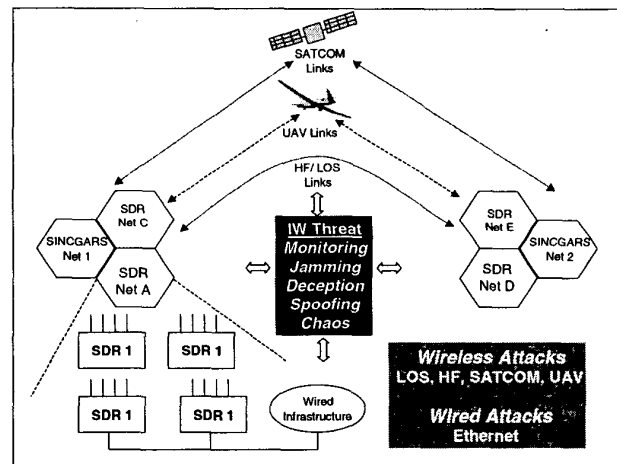 SATCOM
Links
UAV Links
HF/ LOS
Links
SDR
Net C
SINCGARS
Net 1
SDR
Net A
IW Threat
Monitoring
Jamming
Deception
Spoofing
Chaos
SDR
Net E
SINCGARS
Net 2
SDR
Net D
SDR 1
SDR 1
SDR 1
SDR 1
Wired
Infrastructure
Wireless Attacks
LOS, HF, SATCOM, UAV
Wired Attacks
Ethernet